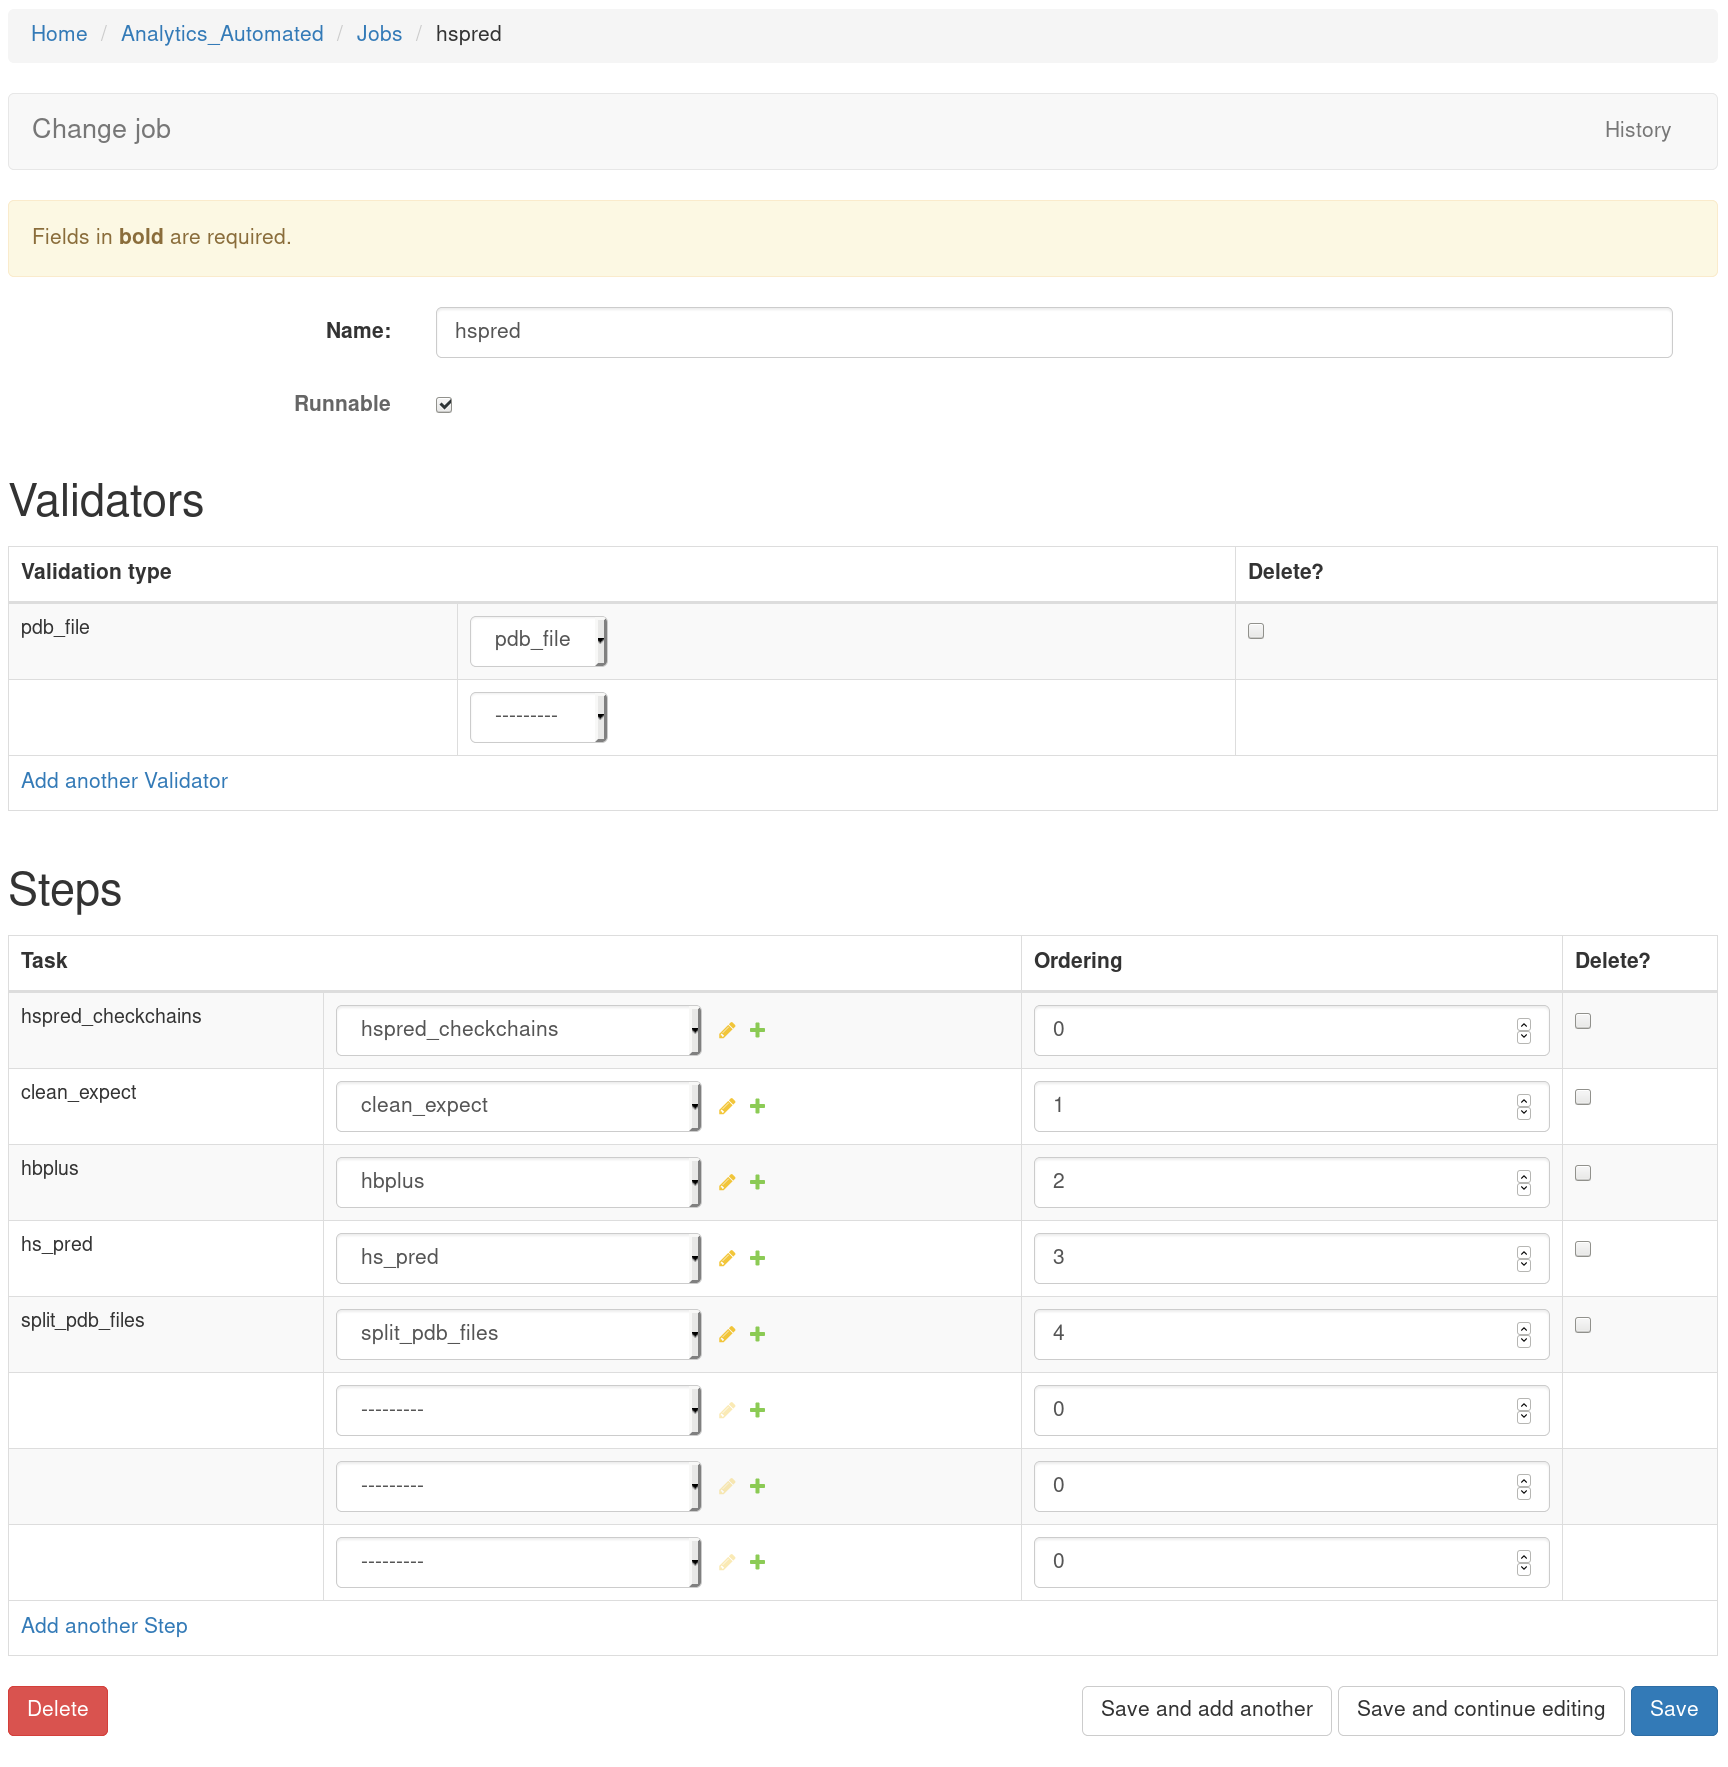 Home / Analytics_Automated / Jobs / hspred
Change job History
Fields in bold are required.
Name: hspred
Runnable
Validators
Validation type Delete?
pdb_file pdb_file
---------
Add another Validator
Steps
Task Ordering Delete?
hspred_checkchains hspred_checkchains 0
clean_expect clean_expect 1
hbplus hbplus 2
hs_pred hs_pred 3
split_pdb_files split_pdb_files 4
--------- 0
--------- 0
--------- 0
Add another Step
Delete Save and add another Save and continue editing Save